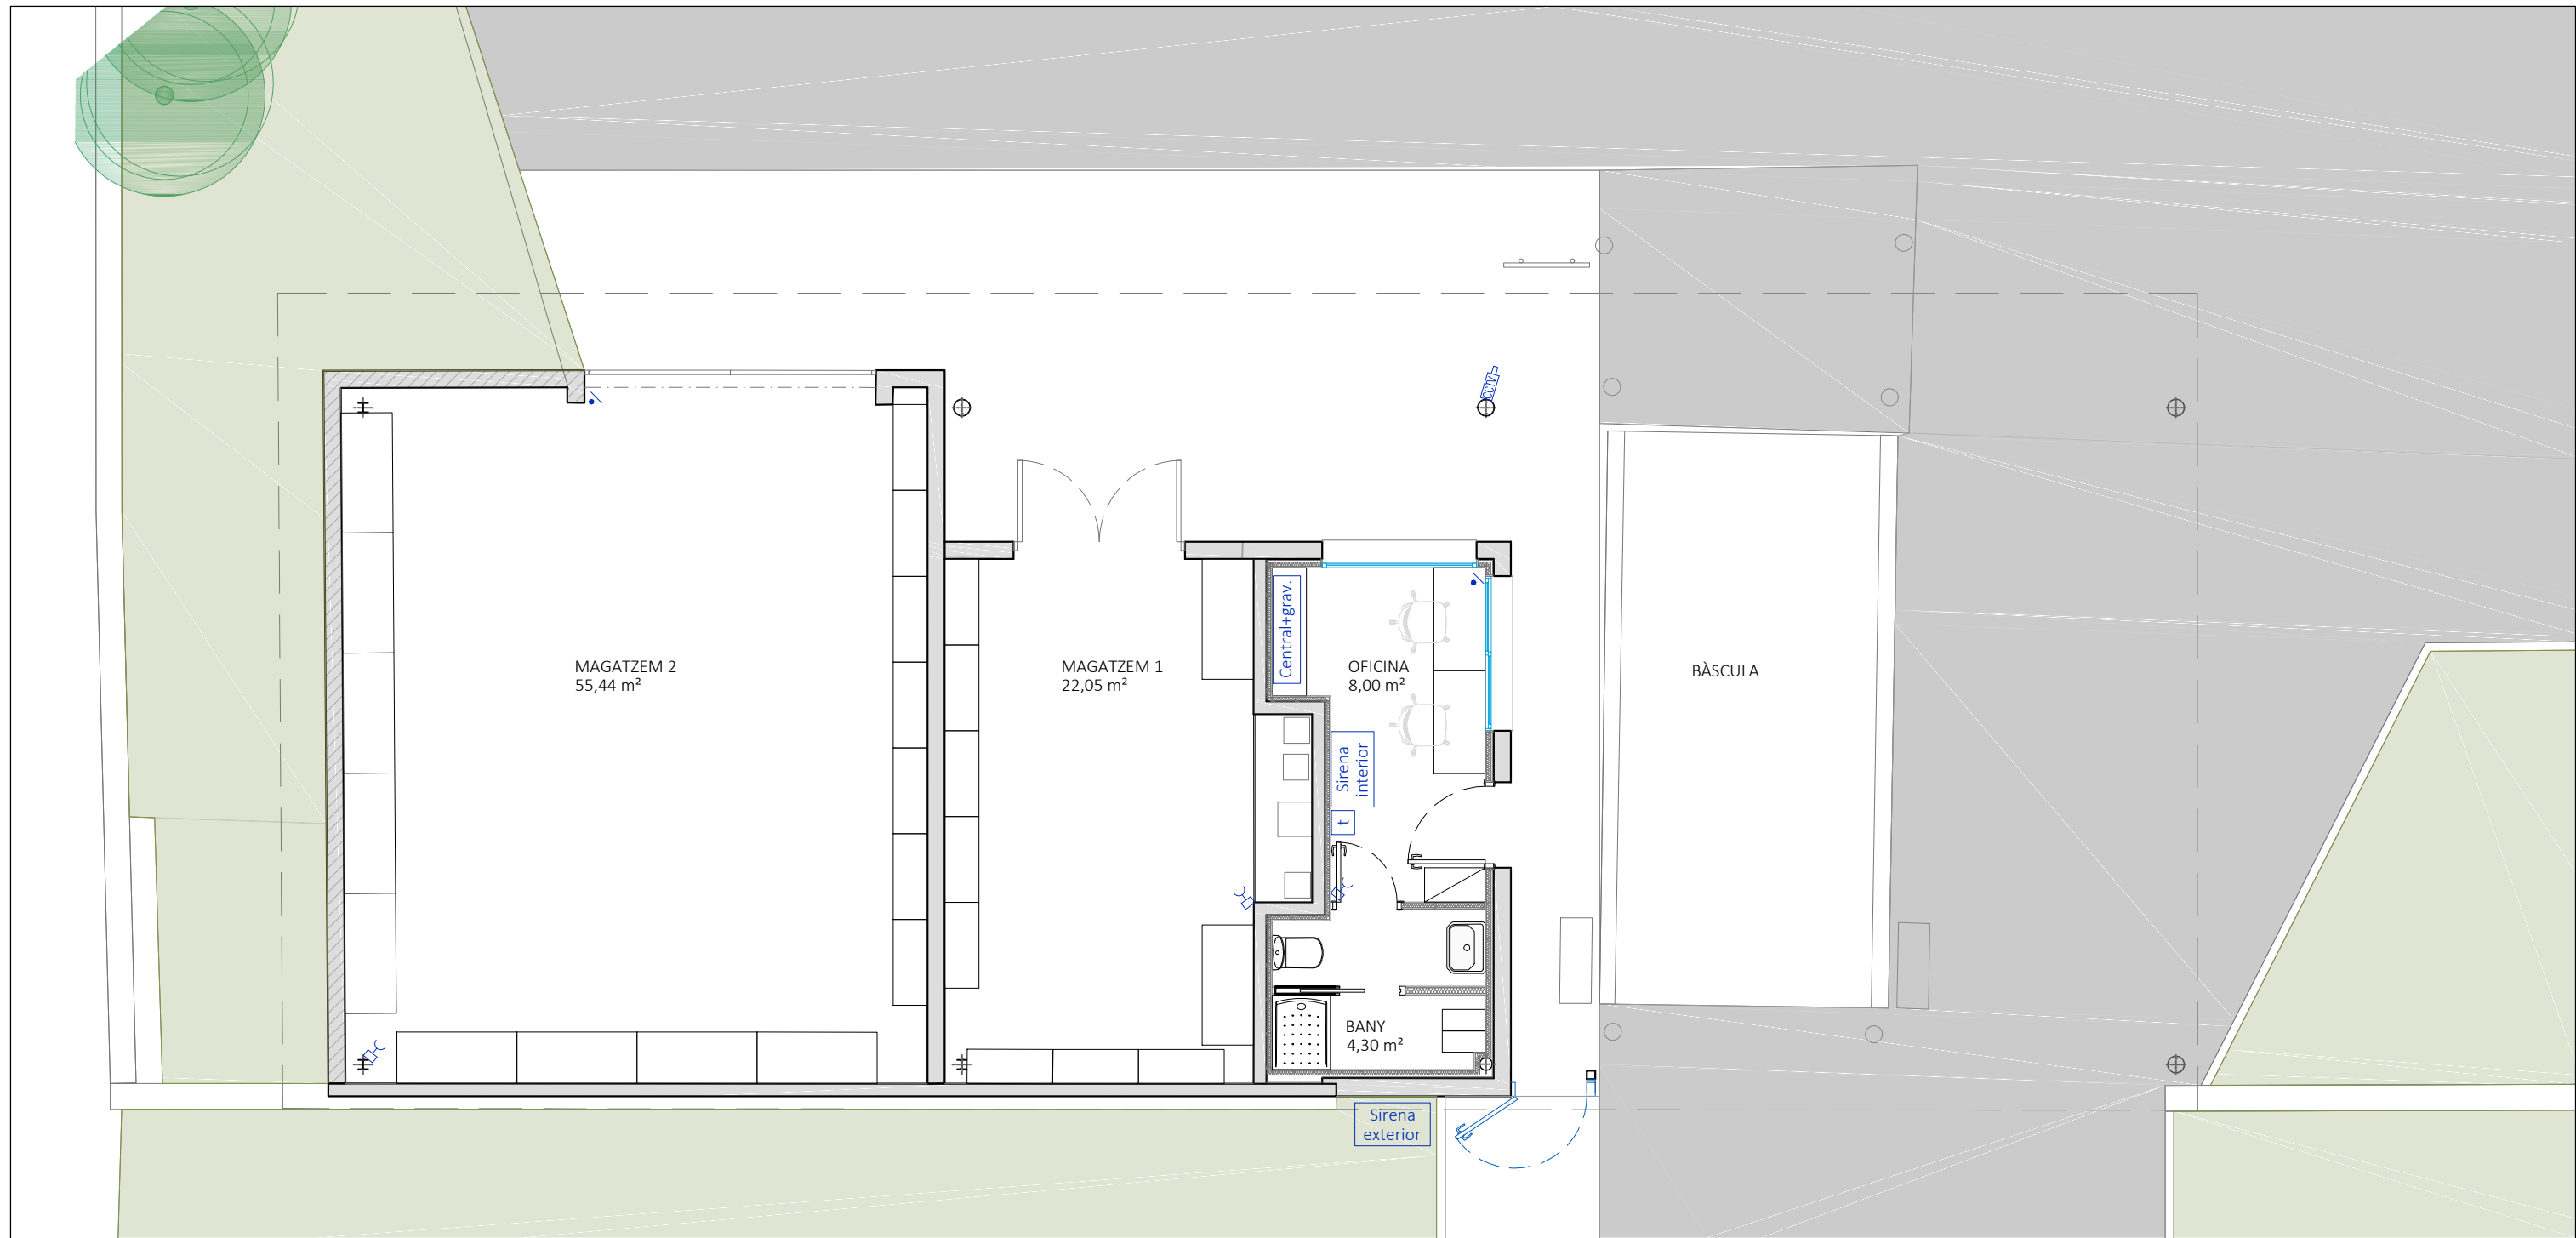 CCTV
Central+grav.
MAGATZEM 2
55,44 m²
MAGATZEM 1
22,05 m²
OFICINA
8,00 m²
BÀSCULA
Sirena
interior
t
BANY
4,30 m²
Sirena
exterior